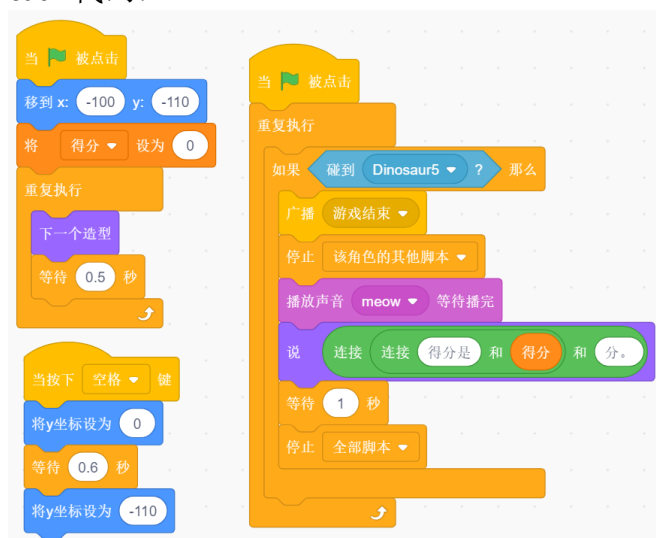 当 被点击
移到 x: -100 y: -110
将 得分 设为 0
重复执行
下一个造型
等待 0.5 秒
当按下 空格 键
将y坐标设为 0
等待 0.6 秒
将y坐标设为 -110
当 被点击
重复执行
如果 碰到 Dinosaur5 ? 那么
广播 游戏结束
停止 该角色的其他脚本
播放声音 meow 等待播完
说 连接 连接 得分是 和 得分 和 分。
等待 1 秒
停止 全部脚本